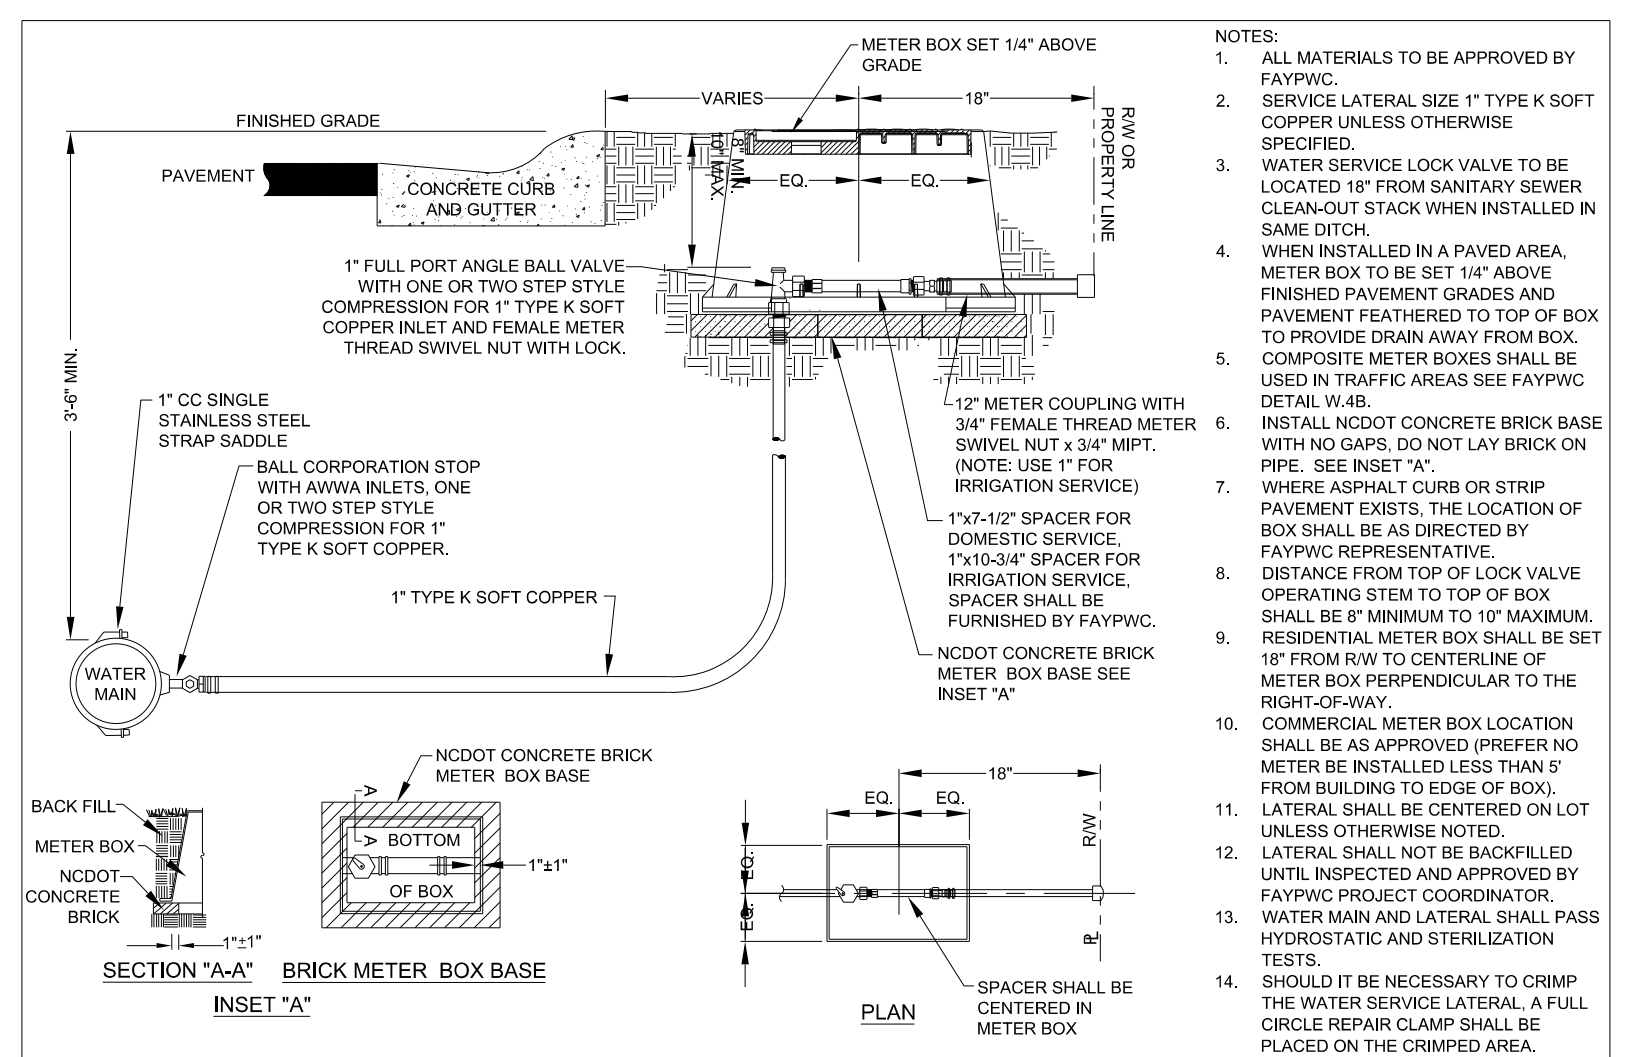 METER BOX SET 1/4" ABOVE
GRADE
VARIES
18"
R/W OR
PROPERTY LINE
FINISHED GRADE
PAVEMENT
CONCRETE CURB
AND GUTTER
8" MIN.
10" MAX.
EQ.
EQ.
3'-6" MIN.
1" FULL PORT ANGLE BALL VALVE
WITH ONE OR TWO STEP STYLE
COMPRESSION FOR 1" TYPE K SOFT
COPPER INLET AND FEMALE METER
THREAD SWIVEL NUT WITH LOCK.
1" CC SINGLE
STAINLESS STEEL
STRAP SADDLE
BALL CORPORATION STOP
WITH AWWA INLETS, ONE
OR TWO STEP STYLE
COMPRESSION FOR 1"
TYPE K SOFT COPPER.
1" TYPE K SOFT COPPER
WATER
MAIN
12" METER COUPLING WITH
3/4" FEMALE THREAD METER
SWIVEL NUT x 3/4" MIPT.
(NOTE: USE 1" FOR
IRRIGATION SERVICE)
1"x7-1/2" SPACER FOR
DOMESTIC SERVICE,
1"x10-3/4" SPACER FOR
IRRIGATION SERVICE,
SPACER SHALL BE
FURNISHED BY FAYPWC.
NCDOT CONCRETE BRICK
METER BOX BASE SEE
INSET "A"
BACK FILL
METER BOX
NCDOT
CONCRETE
BRICK
1"±1"
SECTION "A-A"
NCDOT CONCRETE BRICK
METER BOX BASE
A
A
BOTTOM
OF BOX
1"±1"
BRICK METER BOX BASE
INSET "A"
18"
EQ.
EQ.
EQ.
EQ.
R/W
PL
SPACER SHALL BE
CENTERED IN
METER BOX
PLAN
NOTES:
1. ALL MATERIALS TO BE APPROVED BY
FAYPWC.
2. SERVICE LATERAL SIZE 1" TYPE K SOFT
COPPER UNLESS OTHERWISE
SPECIFIED.
3. WATER SERVICE LOCK VALVE TO BE
LOCATED 18" FROM SANITARY SEWER
CLEAN-OUT STACK WHEN INSTALLED IN
SAME DITCH.
4. WHEN INSTALLED IN A PAVED AREA,
METER BOX TO BE SET 1/4" ABOVE
FINISHED PAVEMENT GRADES AND
PAVEMENT FEATHERED TO TOP OF BOX
TO PROVIDE DRAIN AWAY FROM BOX.
5. COMPOSITE METER BOXES SHALL BE
USED IN TRAFFIC AREAS SEE FAYPWC
DETAIL W.4B.
6. INSTALL NCDOT CONCRETE BRICK BASE
WITH NO GAPS, DO NOT LAY BRICK ON
PIPE. SEE INSET "A".
7. WHERE ASPHALT CURB OR STRIP
PAVEMENT EXISTS, THE LOCATION OF
BOX SHALL BE AS DIRECTED BY
FAYPWC REPRESENTATIVE.
8. DISTANCE FROM TOP OF LOCK VALVE
OPERATING STEM TO TOP OF BOX
SHALL BE 8" MINIMUM TO 10" MAXIMUM.
9. RESIDENTIAL METER BOX SHALL BE SET
18" FROM R/W TO CENTERLINE OF
METER BOX PERPENDICULAR TO THE
RIGHT-OF-WAY.
10. COMMERCIAL METER BOX LOCATION
SHALL BE AS APPROVED (PREFER NO
METER BE INSTALLED LESS THAN 5'
FROM BUILDING TO EDGE OF BOX).
11. LATERAL SHALL BE CENTERED ON LOT
UNLESS OTHERWISE NOTED.
12. LATERAL SHALL NOT BE BACKFILLED
UNTIL INSPECTED AND APPROVED BY
FAYPWC PROJECT COORDINATOR.
13. WATER MAIN AND LATERAL SHALL PASS
HYDROSTATIC AND STERILIZATION
TESTS.
14. SHOULD IT BE NECESSARY TO CRIMP
THE WATER SERVICE LATERAL, A FULL
CIRCLE REPAIR CLAMP SHALL BE
PLACED ON THE CRIMPED AREA.